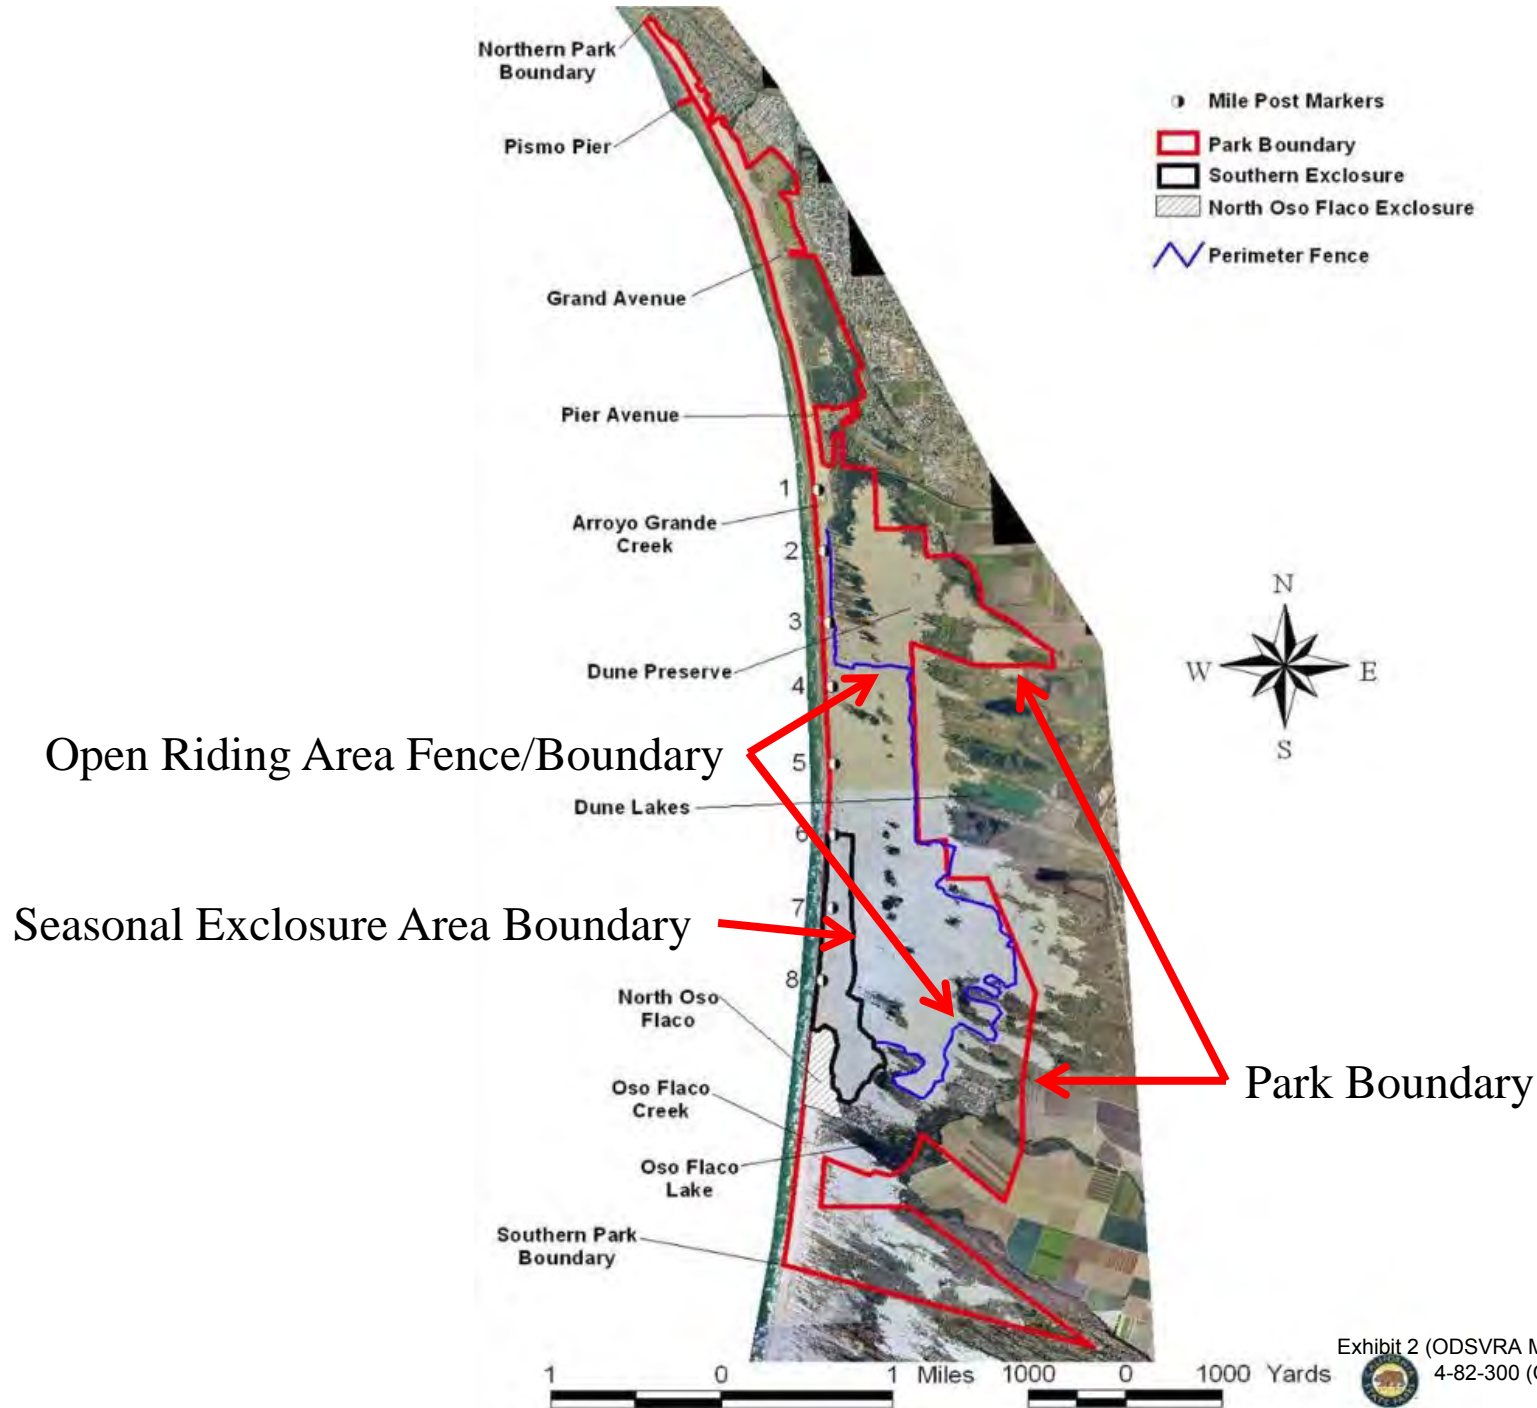 Northern Park
Boundary
Pismo Pier
Grand Avenue
Pier Avenue
1
Arroyo Grande
Creek
2
3
Dune Preserve
4
Open Riding Area Fence/Boundary
5
Dune Lakes
6
7
Seasonal Exclosure Area Boundary
8
North Oso
Flaco
Oso Flaco
Creek
Oso Flaco
Lake
Southern Park
Boundary
Mile Post Markers
Park Boundary
Southern Exclosure
North Oso Flaco Exclosure
Perimeter Fence
N
W E
S
Park Boundary
1 0 1 Miles 1000 0 1000 Yards
Exhibit 2 (ODSVRA M
4-82-300 (